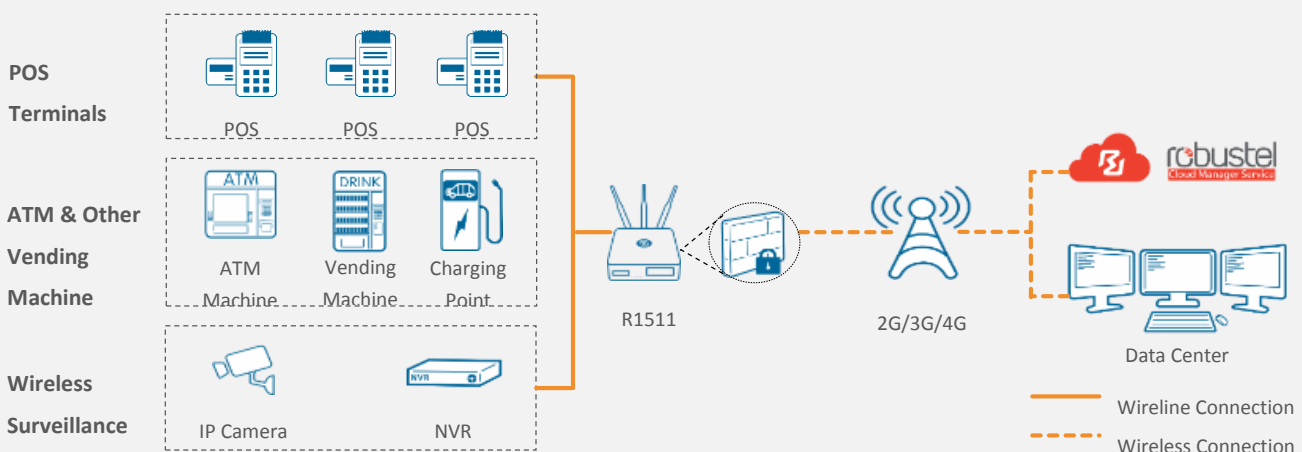 POS
Terminals
POS
POS
POS
ATM & Other
Vending
Machine
ATM
ATM
Machine
DRINK
Vending
Machine
Charging
Point
Wireless
Surveillance
IP Camera
NVR
NVR
R1511
2G/3G/4G
robustel
Cloud Manager Service
Data Center
Wireline Connection
Wireless Connection